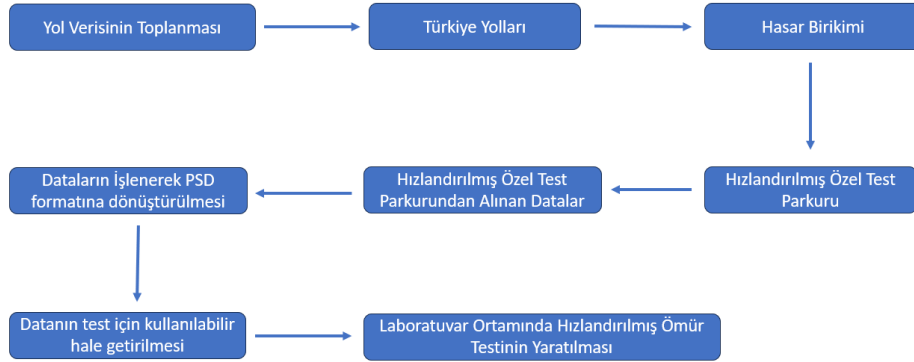 Yol Verisinin Toplanması
Türkiye Yolları
Hasar Birikimi
Hızlandırılmış Özel Test
Parkuru
Hızlandırılmış Özel Test
Parkurundan Alınan Datalar
Dataların İşlenerek PSD
formatına dönüştürülmesi
Datanın test için kullanılabilir
hale getirilmesi
Laboratuvar Ortamında Hızlandırılmış Ömür
Testinin Yaratılması